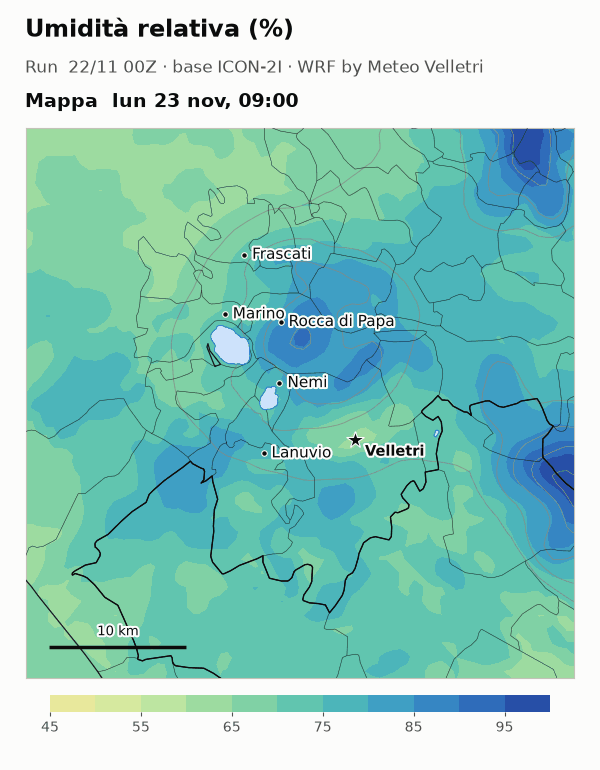 Umidità relativa (%)
Run  22/11 00Z · base ICON-2I · WRF by Meteo Velletri
Mappa  lun 23 nov, 09:00
Frascati
Marino
Rocca di Papa
Nemi
Velletri
Lanuvio
10 km
45 55 65 75 85 95